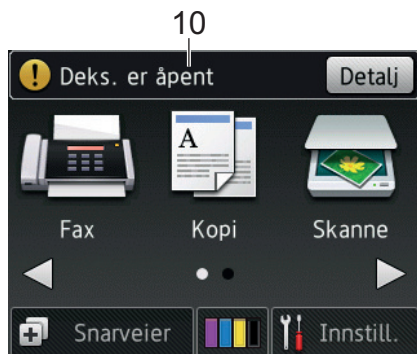 10
Deks. er åpent Detalj
A
Fax Kopi Skanne
Snarveier Innstill.